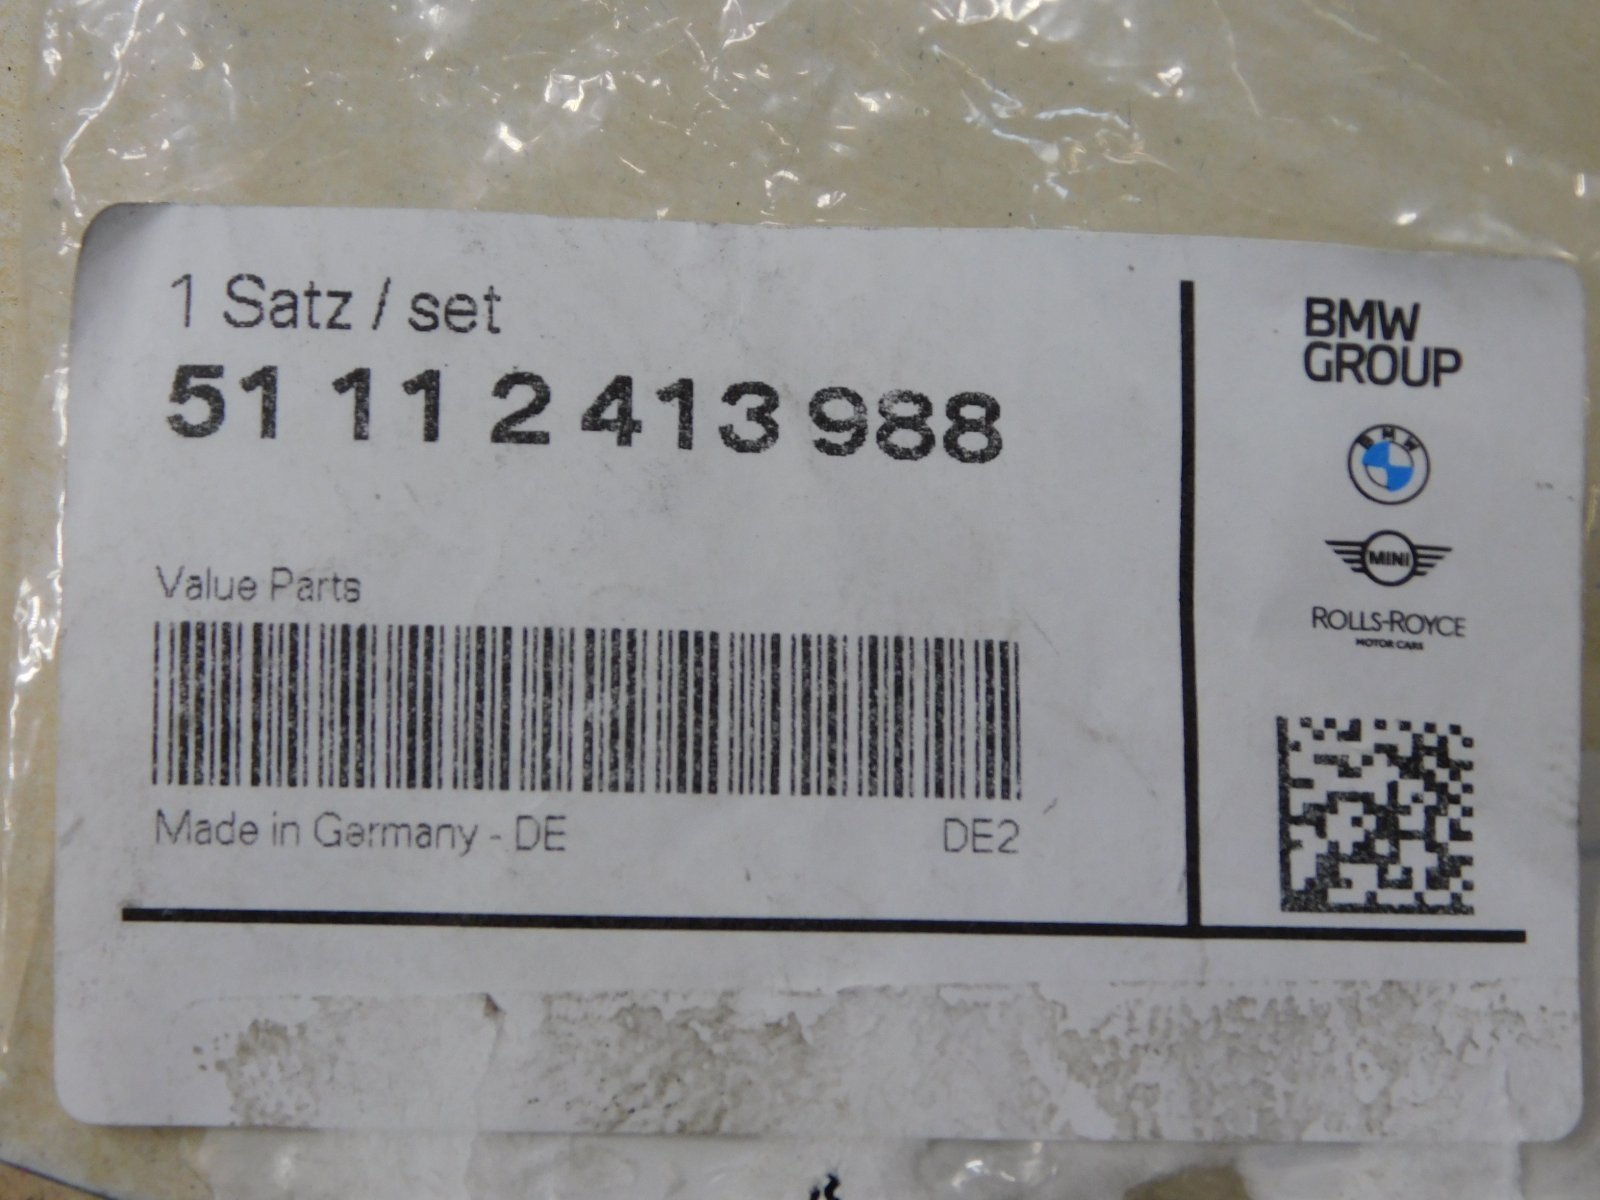 1 Satz / set
51 11 2 413 988
Value Parts
Made in Germany - DE
DE2
BMW
GROUP
BMW
MINI
ROLLS-ROYCE
MOTOR CARS